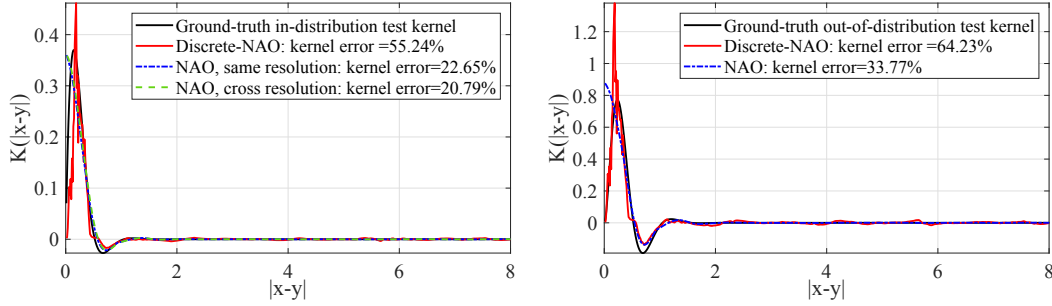 Ground-truth in-distribution test kernel
Discrete-NAO: kernel error =55.24%
NAO, same resolution: kernel error=22.65%
NAO, cross resolution: kernel error=20.79%
K(|x-y|)
0.4
0.3
0.2
0.1
0
0 2 4 6 8
|x-y|
Ground-truth out-of-distribution test kernel
Discrete-NAO: kernel error=64.23%
NAO: kernel error=33.77%
K(|x-y|)
1.2
1.0
0.8
0.6
0.4
0.2
0
0 2 4 6 8
|x-y|